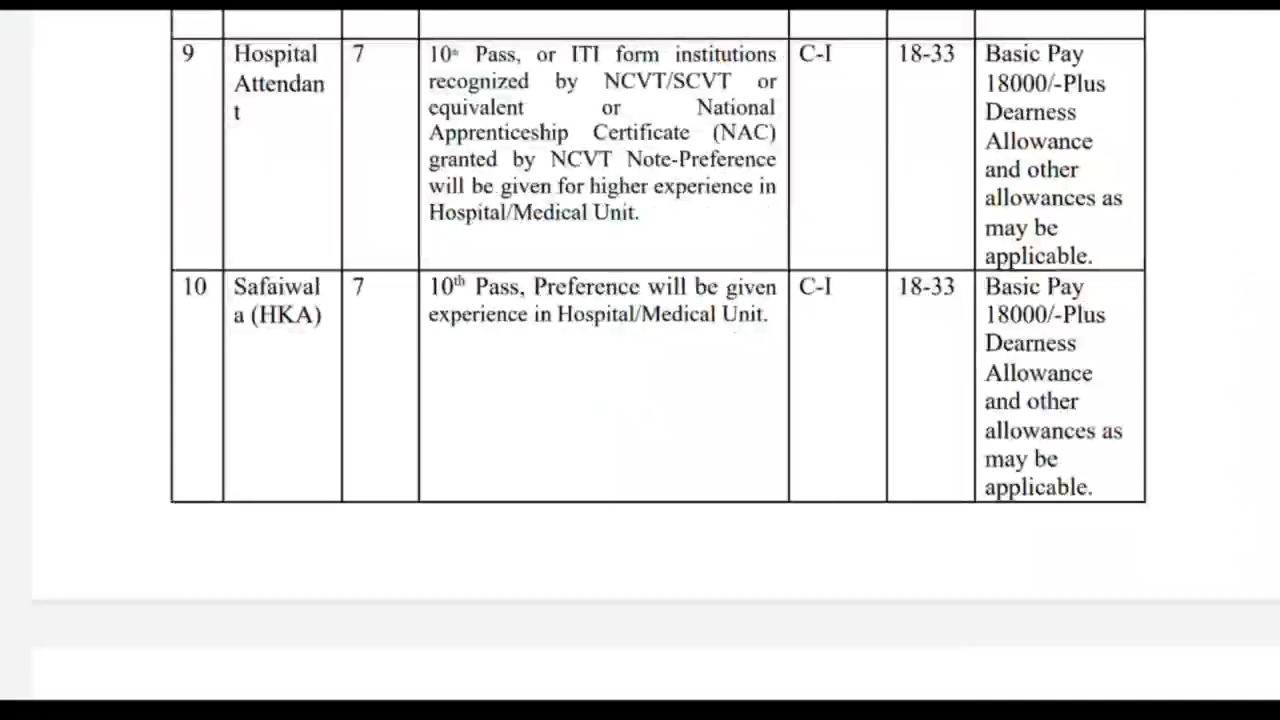 9 Hospital Attendan t 7 10th Pass, or ITI form institutions recognized by NCVT/SCVT or equivalent or National Apprenticeship Certificate (NAC) granted by NCVT Note-Preference will be given for higher experience in Hospital/Medical Unit. C-I 18-33 Basic Pay 18000/-Plus Dearness Allowance and other allowances as may be applicable.
10 Safaiwal a (HKA) 7 10th Pass, Preference will be given experience in Hospital/Medical Unit. C-I 18-33 Basic Pay 18000/-Plus Dearness Allowance and other allowances as may be applicable.